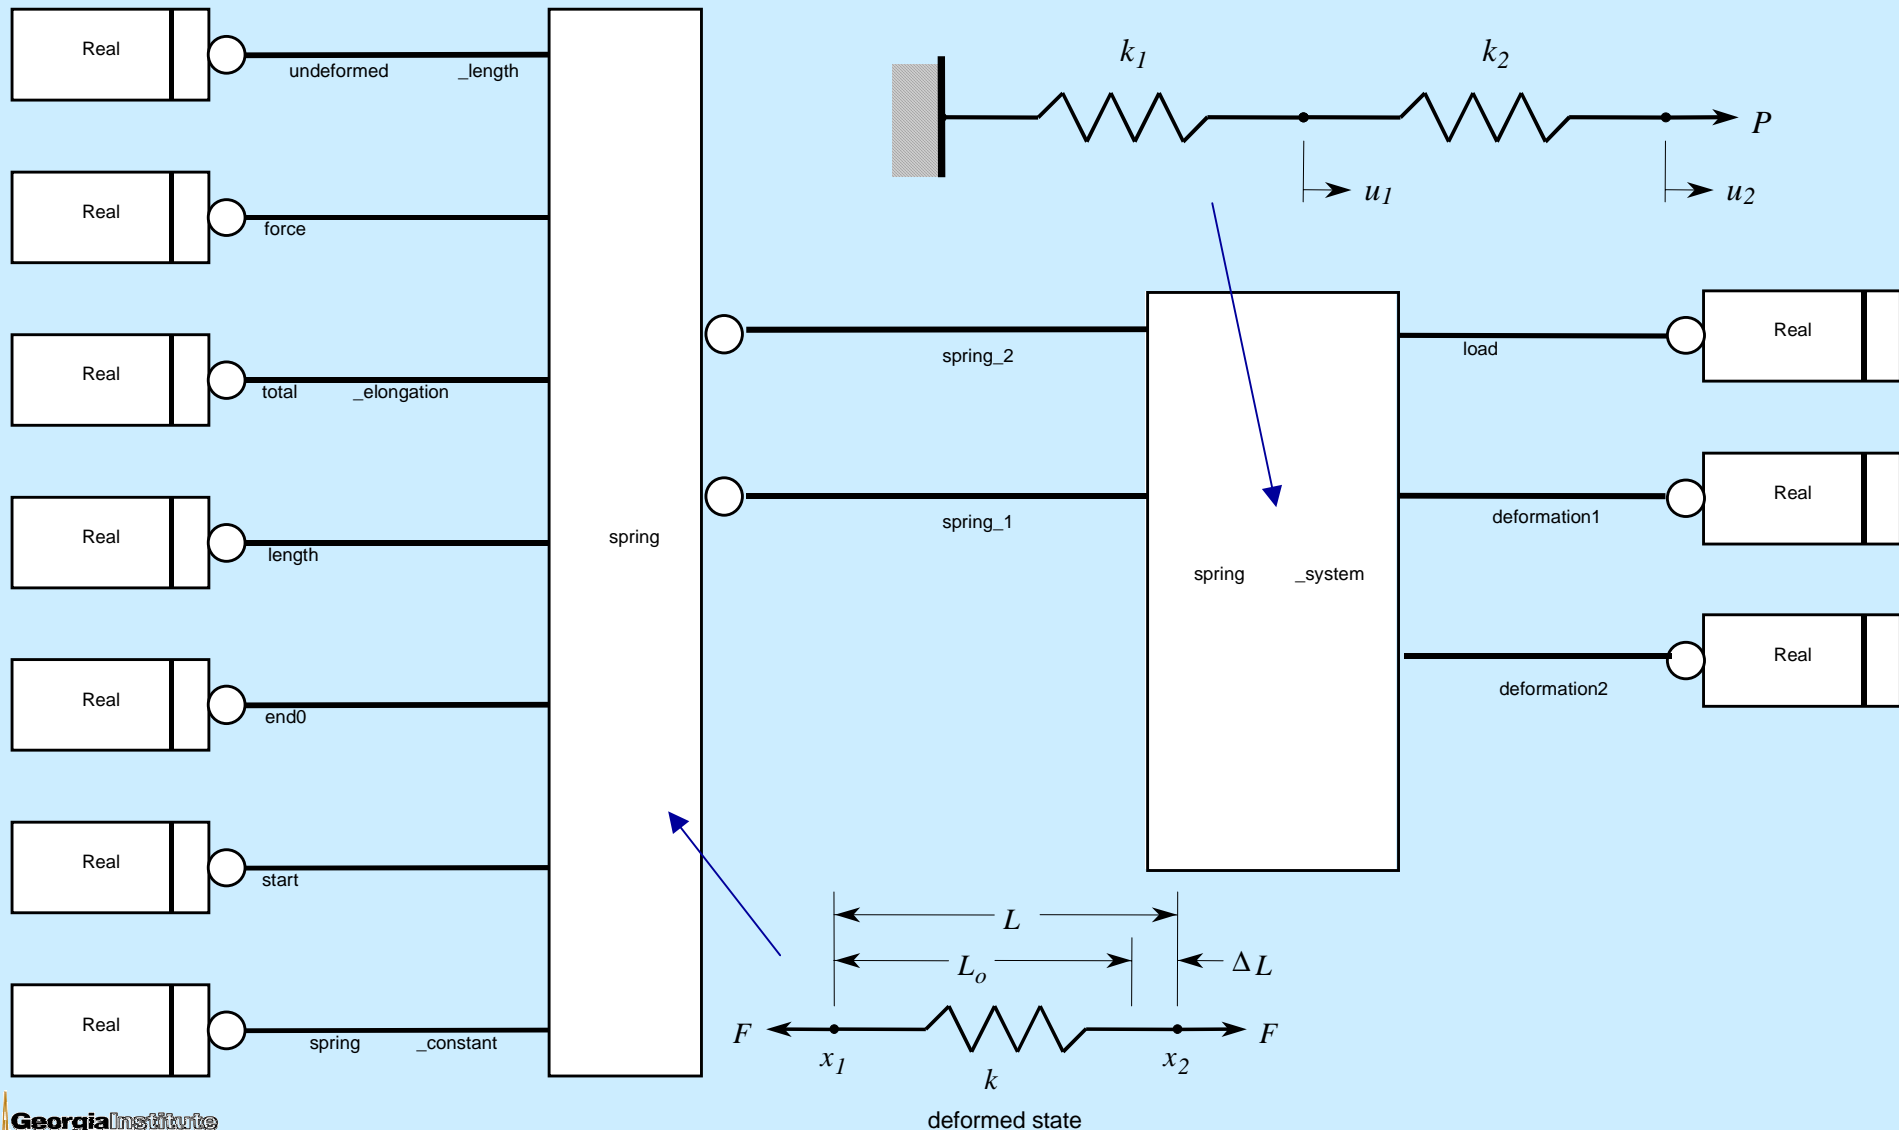 Real
undeformed _length
Real
force
Real
total _elongation
Real
length
Real
end0
Real
start
Real
spring _constant
spring
k1 k2
P
u1 u2
spring_2
spring_1
spring _system
load
Real
deformation1
Real
deformation2
Real
L
Lo
ΔL
F F
x1 x2
k
deformed state
GeorgiaInstitute